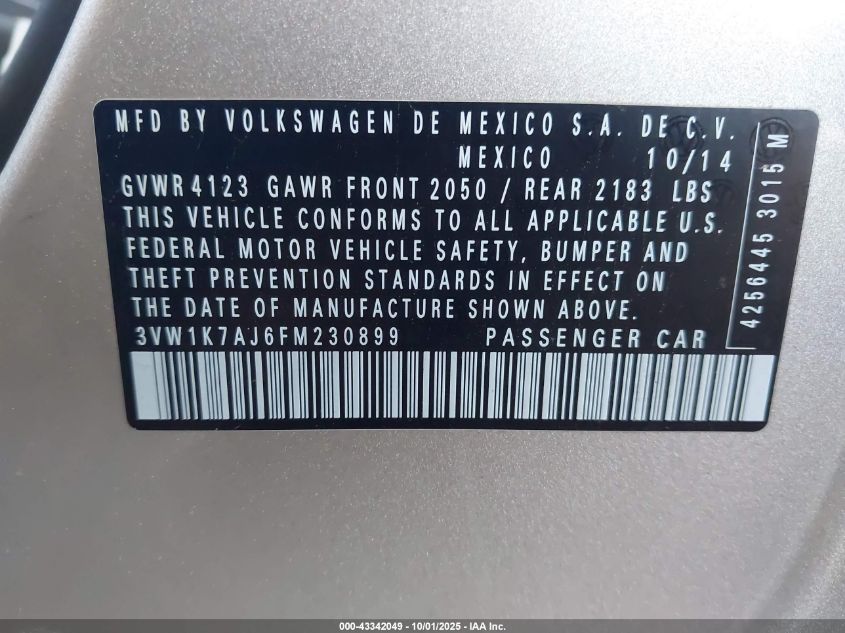 MFD BY VOLKSWAGEN DE MEXICO S.A. DE C.V.
MEXICO 10/14
GVWR 4123 GAWR FRONT 2050 / REAR 2183 LBS
THIS VEHICLE CONFORMS TO ALL APPLICABLE U.S.
FEDERAL MOTOR VEHICLE SAFETY, BUMPER AND
THEFT PREVENTION STANDARDS IN EFFECT ON
THE DATE OF MANUFACTURE SHOWN ABOVE.
3VW1K7AJ6FM230899 PASSENGER CAR
4256445 3015 M
000-43342049 • 10/01/2025 • IAA Inc.